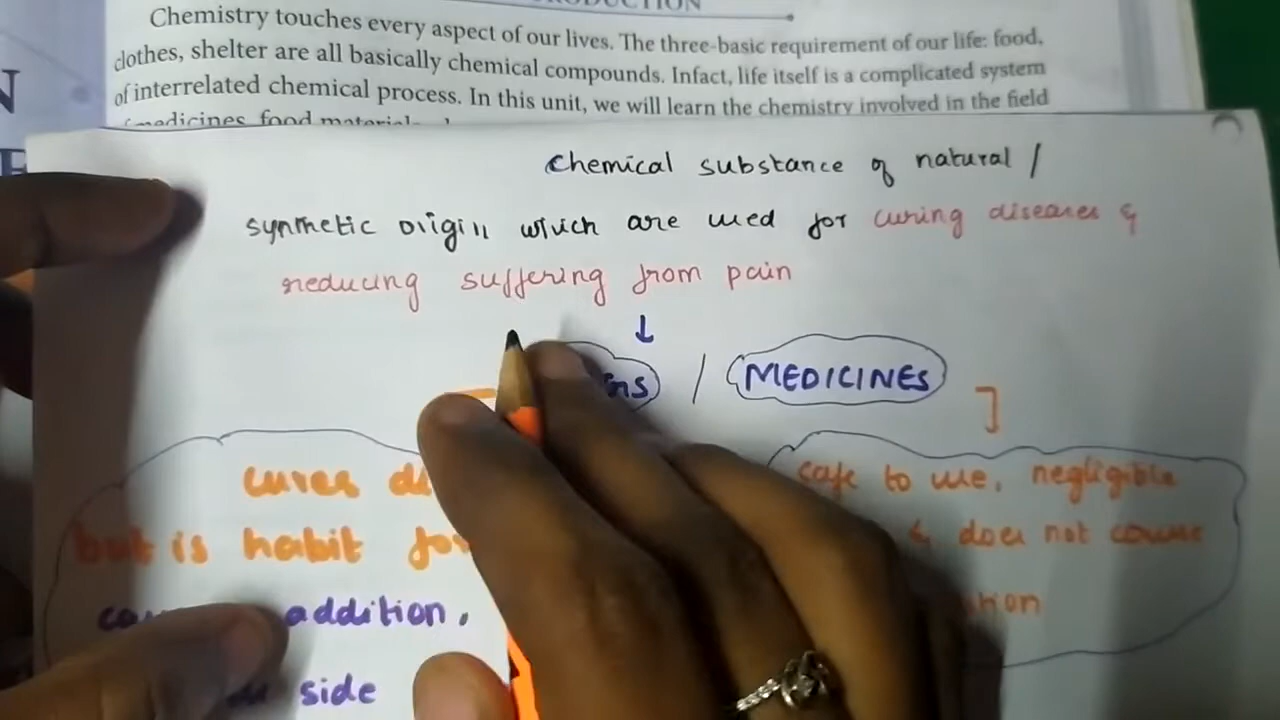 Chemistry touches every aspect of our lives. The three-basic requirement of our life: food,
clothes, shelter are all basically chemical compounds. Infact, life itself is a complicated system
of interrelated chemical process. In this unit, we will learn the chemistry involved in the field
medicines, food
chemical substance of natural /
synthetic origin which are used for curing diseases &
reducing suffering from pain
↓
/ MEDICINES ]
cures safe to use, negligible
but is habit & does not cause
addition.
side